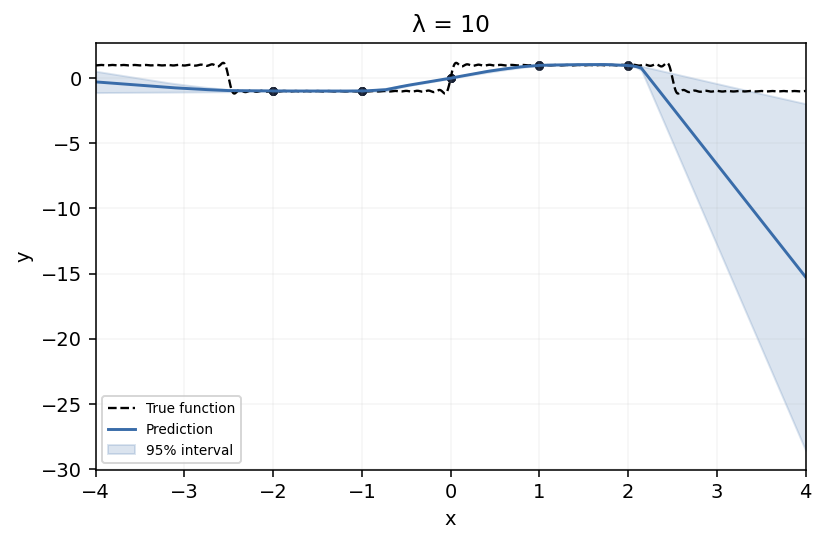 λ = 10
y
0
−5
−10
−15
−20
−25
−30
True function
Prediction
95% interval
−4 −3 −2 −1 0 1 2 3 4
x